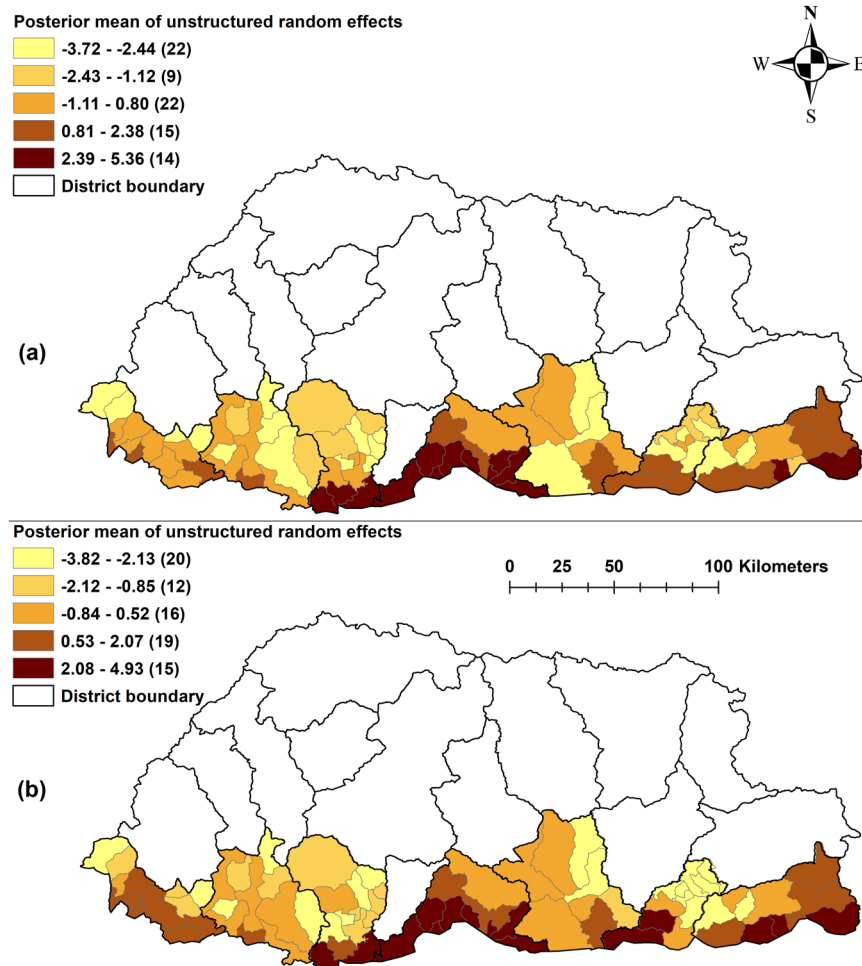 Posterior mean of unstructured random effects
-3.72 - -2.44 (22)
-2.43 - -1.12 (9)
-1.11 - 0.80 (22)
0.81 - 2.38 (15)
2.39 - 5.36 (14)
District boundary
N
W E
S
(a)
Posterior mean of unstructured random effects
-3.82 - -2.13 (20)
-2.12 - -0.85 (12)
-0.84 - 0.52 (16)
0.53 - 2.07 (19)
2.08 - 4.93 (15)
District boundary
0 25 50 100 Kilometers
(b)